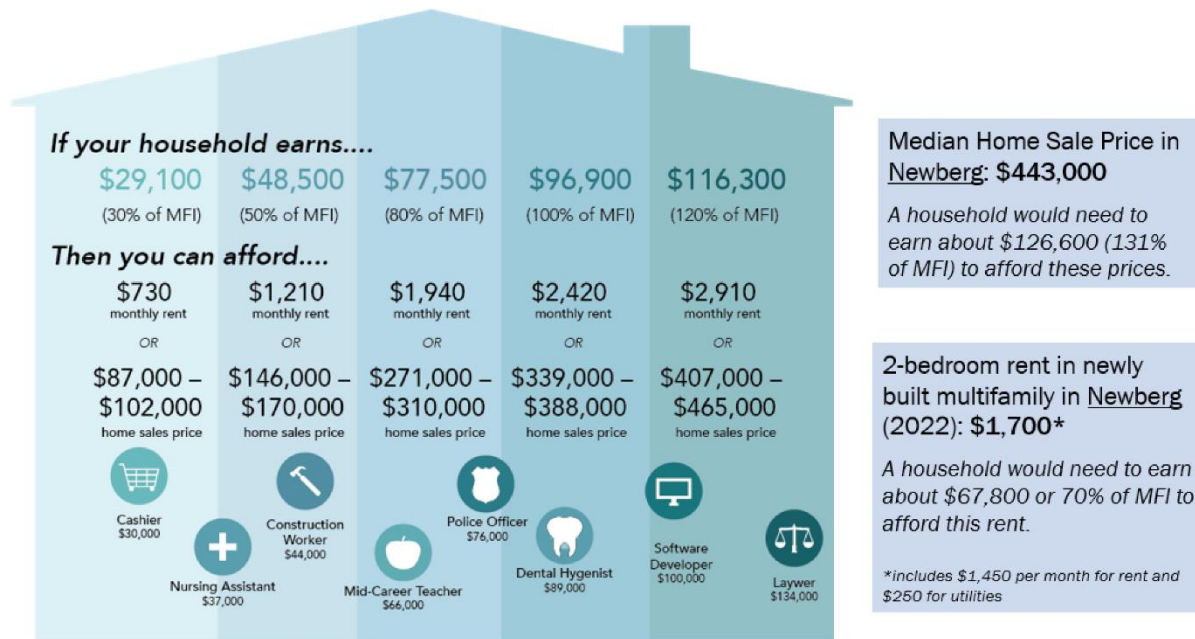 If your household earns....
$29,100 $48,500 $77,500 $96,900 $116,300
(30% of MFI) (50% of MFI) (80% of MFI) (100% of MFI) (120% of MFI)
Then you can afford....
$730 $1,210 $1,940 $2,420 $2,910
monthly rent monthly rent monthly rent monthly rent monthly rent
OR OR OR OR OR
$87,000 – $146,000 – $271,000 – $339,000 – $407,000 –
$102,000 $170,000 $310,000 $388,000 $465,000
home sales price home sales price home sales price home sales price home sales price
Cashier
$30,000
Nursing Assistant
$37,000
Construction
Worker
$44,000
Mid-Career Teacher
$66,000
Police Officer
$76,000
Dental Hygenist
$89,000
Software
Developer
$100,000
Laywer
$134,000
Median Home Sale Price in
Newberg: $443,000
A household would need to
earn about $126,600 (131%
of MFI) to afford these prices.
2-bedroom rent in newly
built multifamily in Newberg
(2022): $1,700*
A household would need to earn
about $67,800 or 70% of MFI to
afford this rent.
*includes $1,450 per month for rent and
$250 for utilities